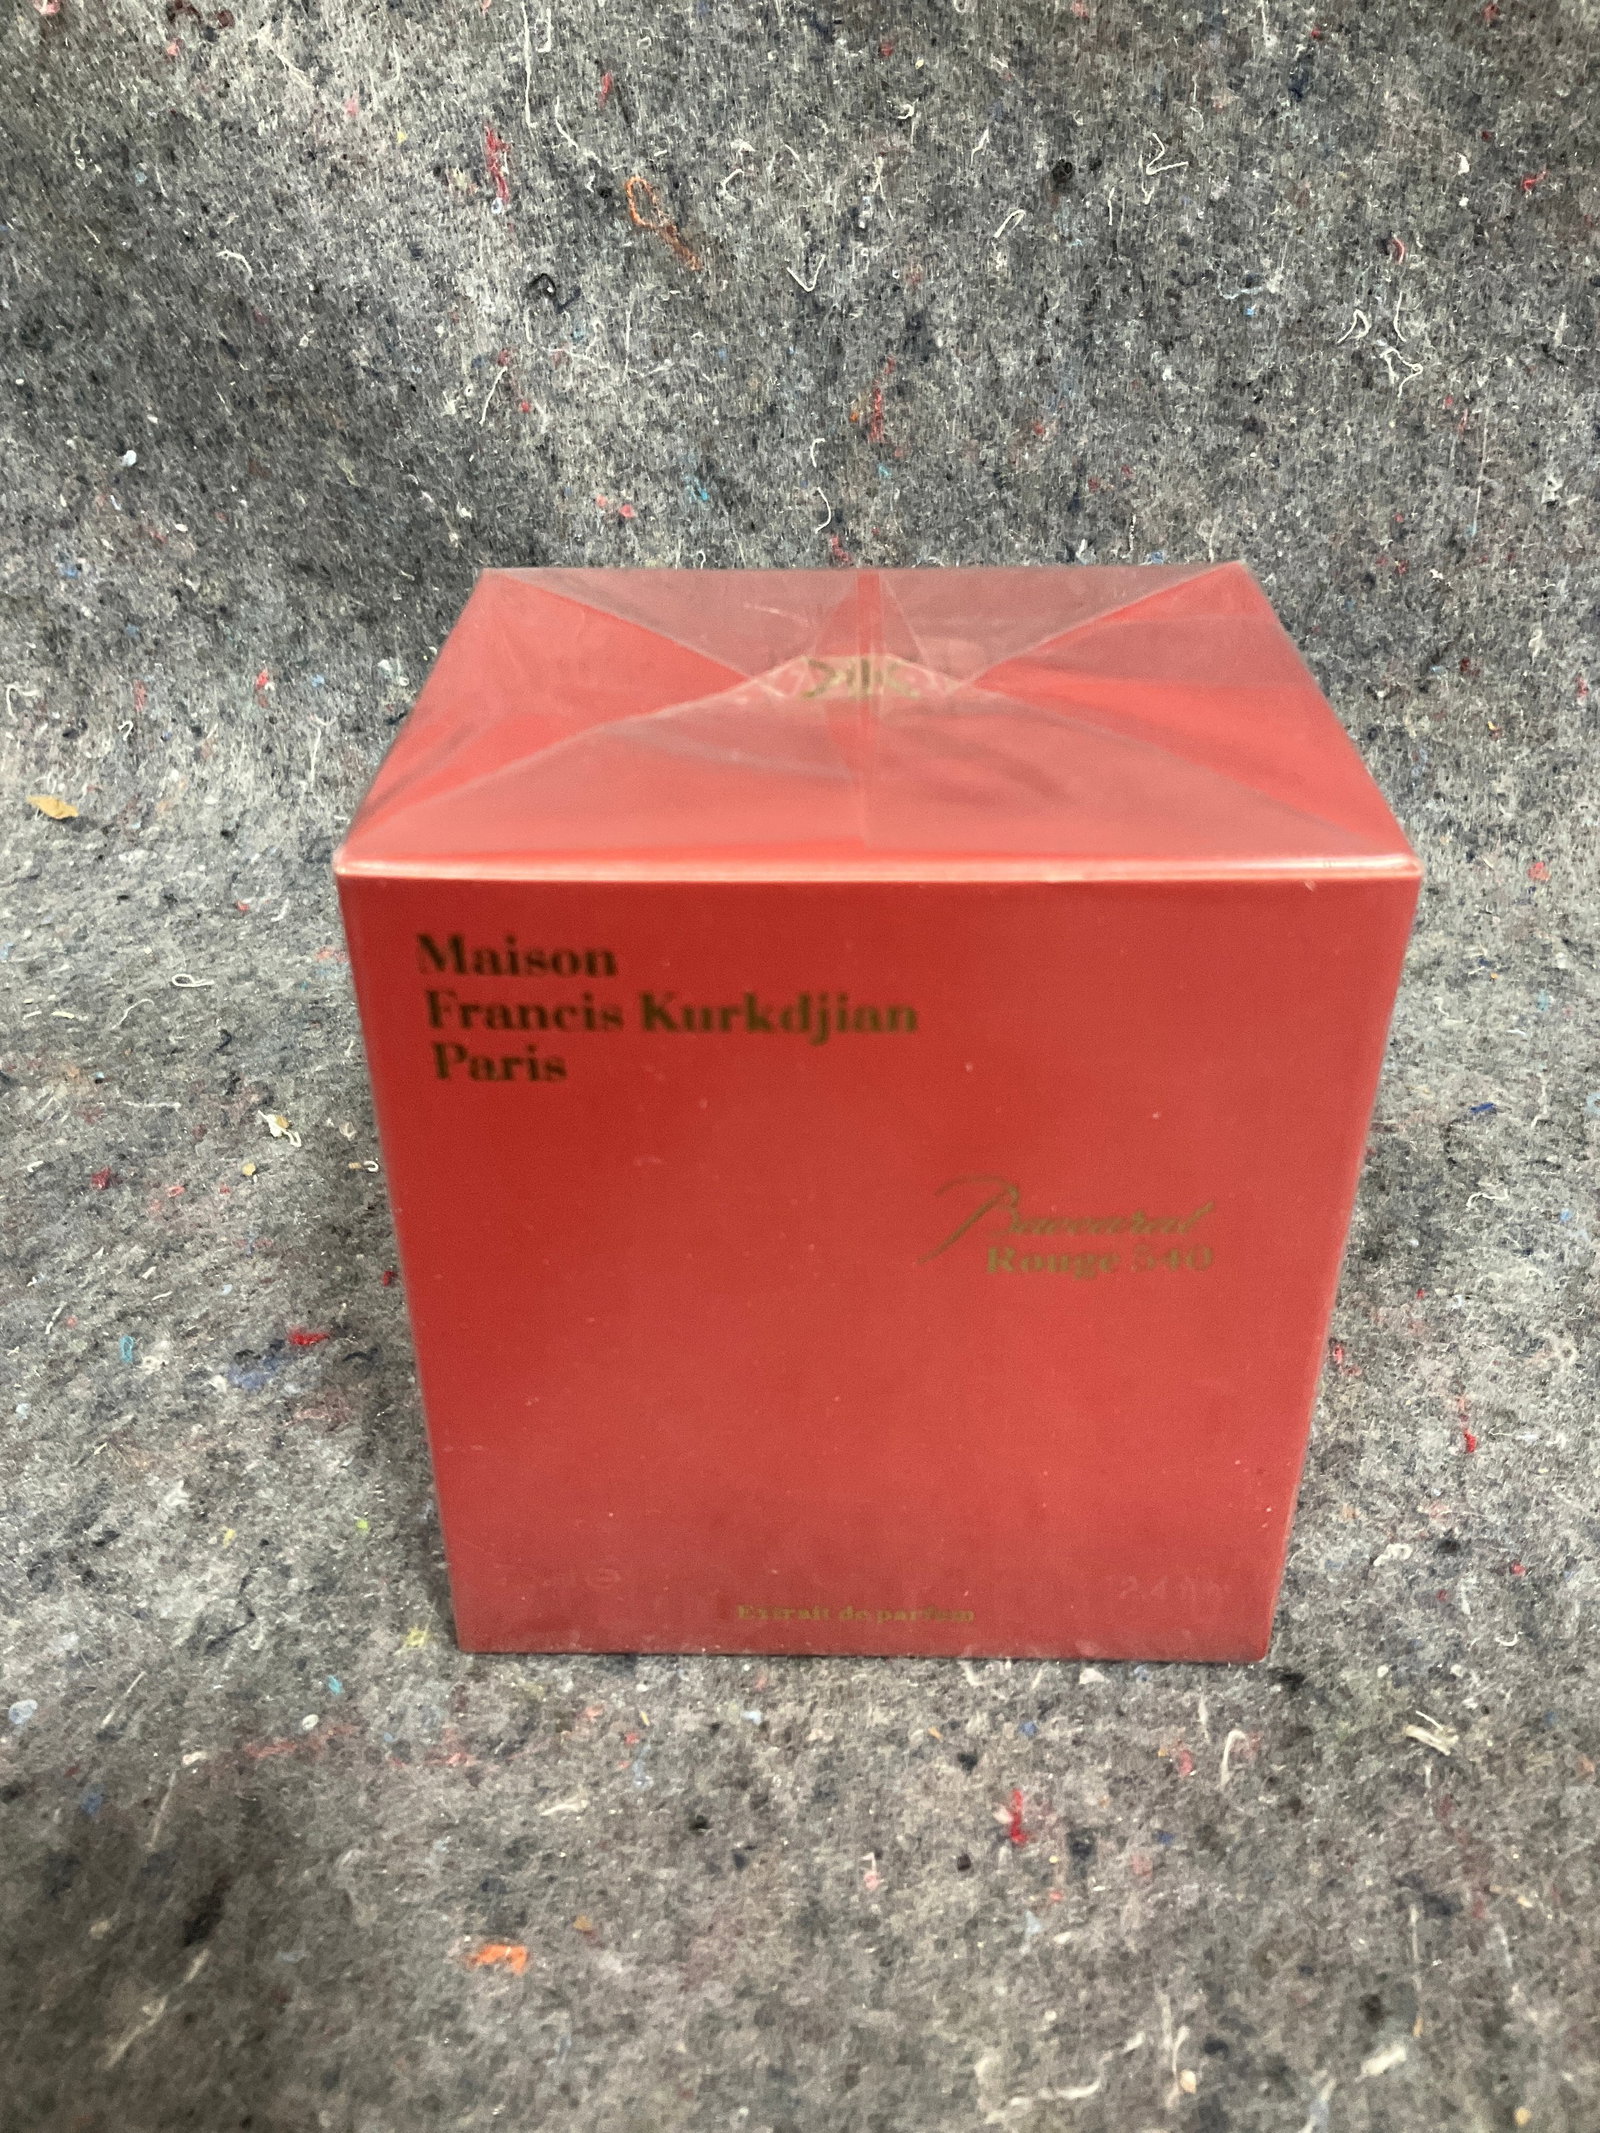 Maison
Francis Kurkdjian
Paris
Baccarat
Rouge 540
Extrait de parfum